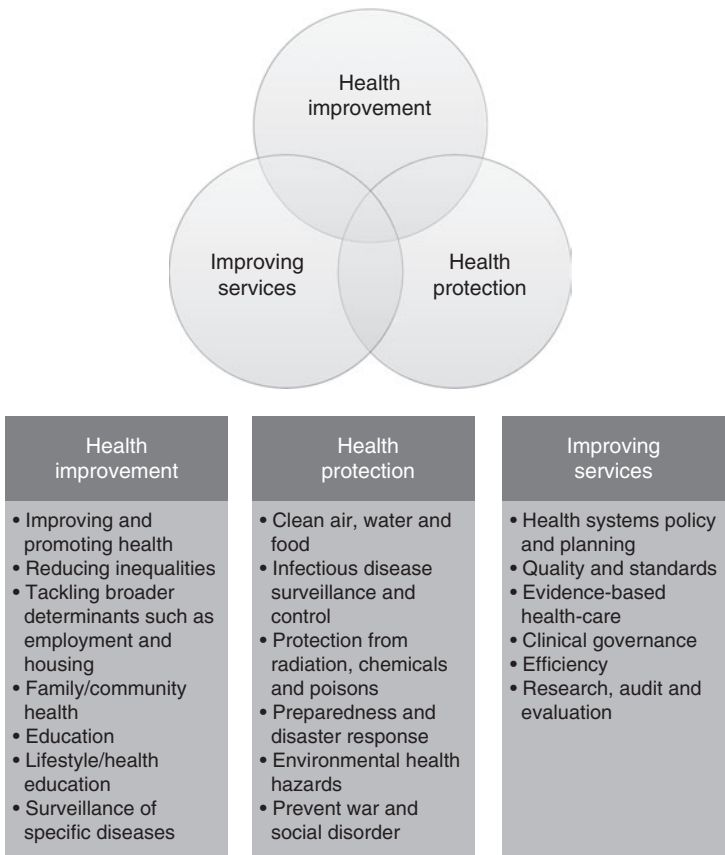 Health
improvement
Improving
services
Health
protection
Health
improvement
• Improving and
promoting health
• Reducing inequalities
• Tackling broader
determinants such as
employment and
housing
• Family/community
health
• Education
• Lifestyle/health
education
• Surveillance of
specific diseases
Health
protection
• Clean air, water and
food
• Infectious disease
surveillance and
control
• Protection from
radiation, chemicals
and poisons
• Preparedness and
disaster response
• Environmental health
hazards
• Prevent war and
social disorder
Improving
services
• Health systems policy
and planning
• Quality and standards
• Evidence-based
health-care
• Clinical governance
• Efficiency
• Research, audit and
evaluation